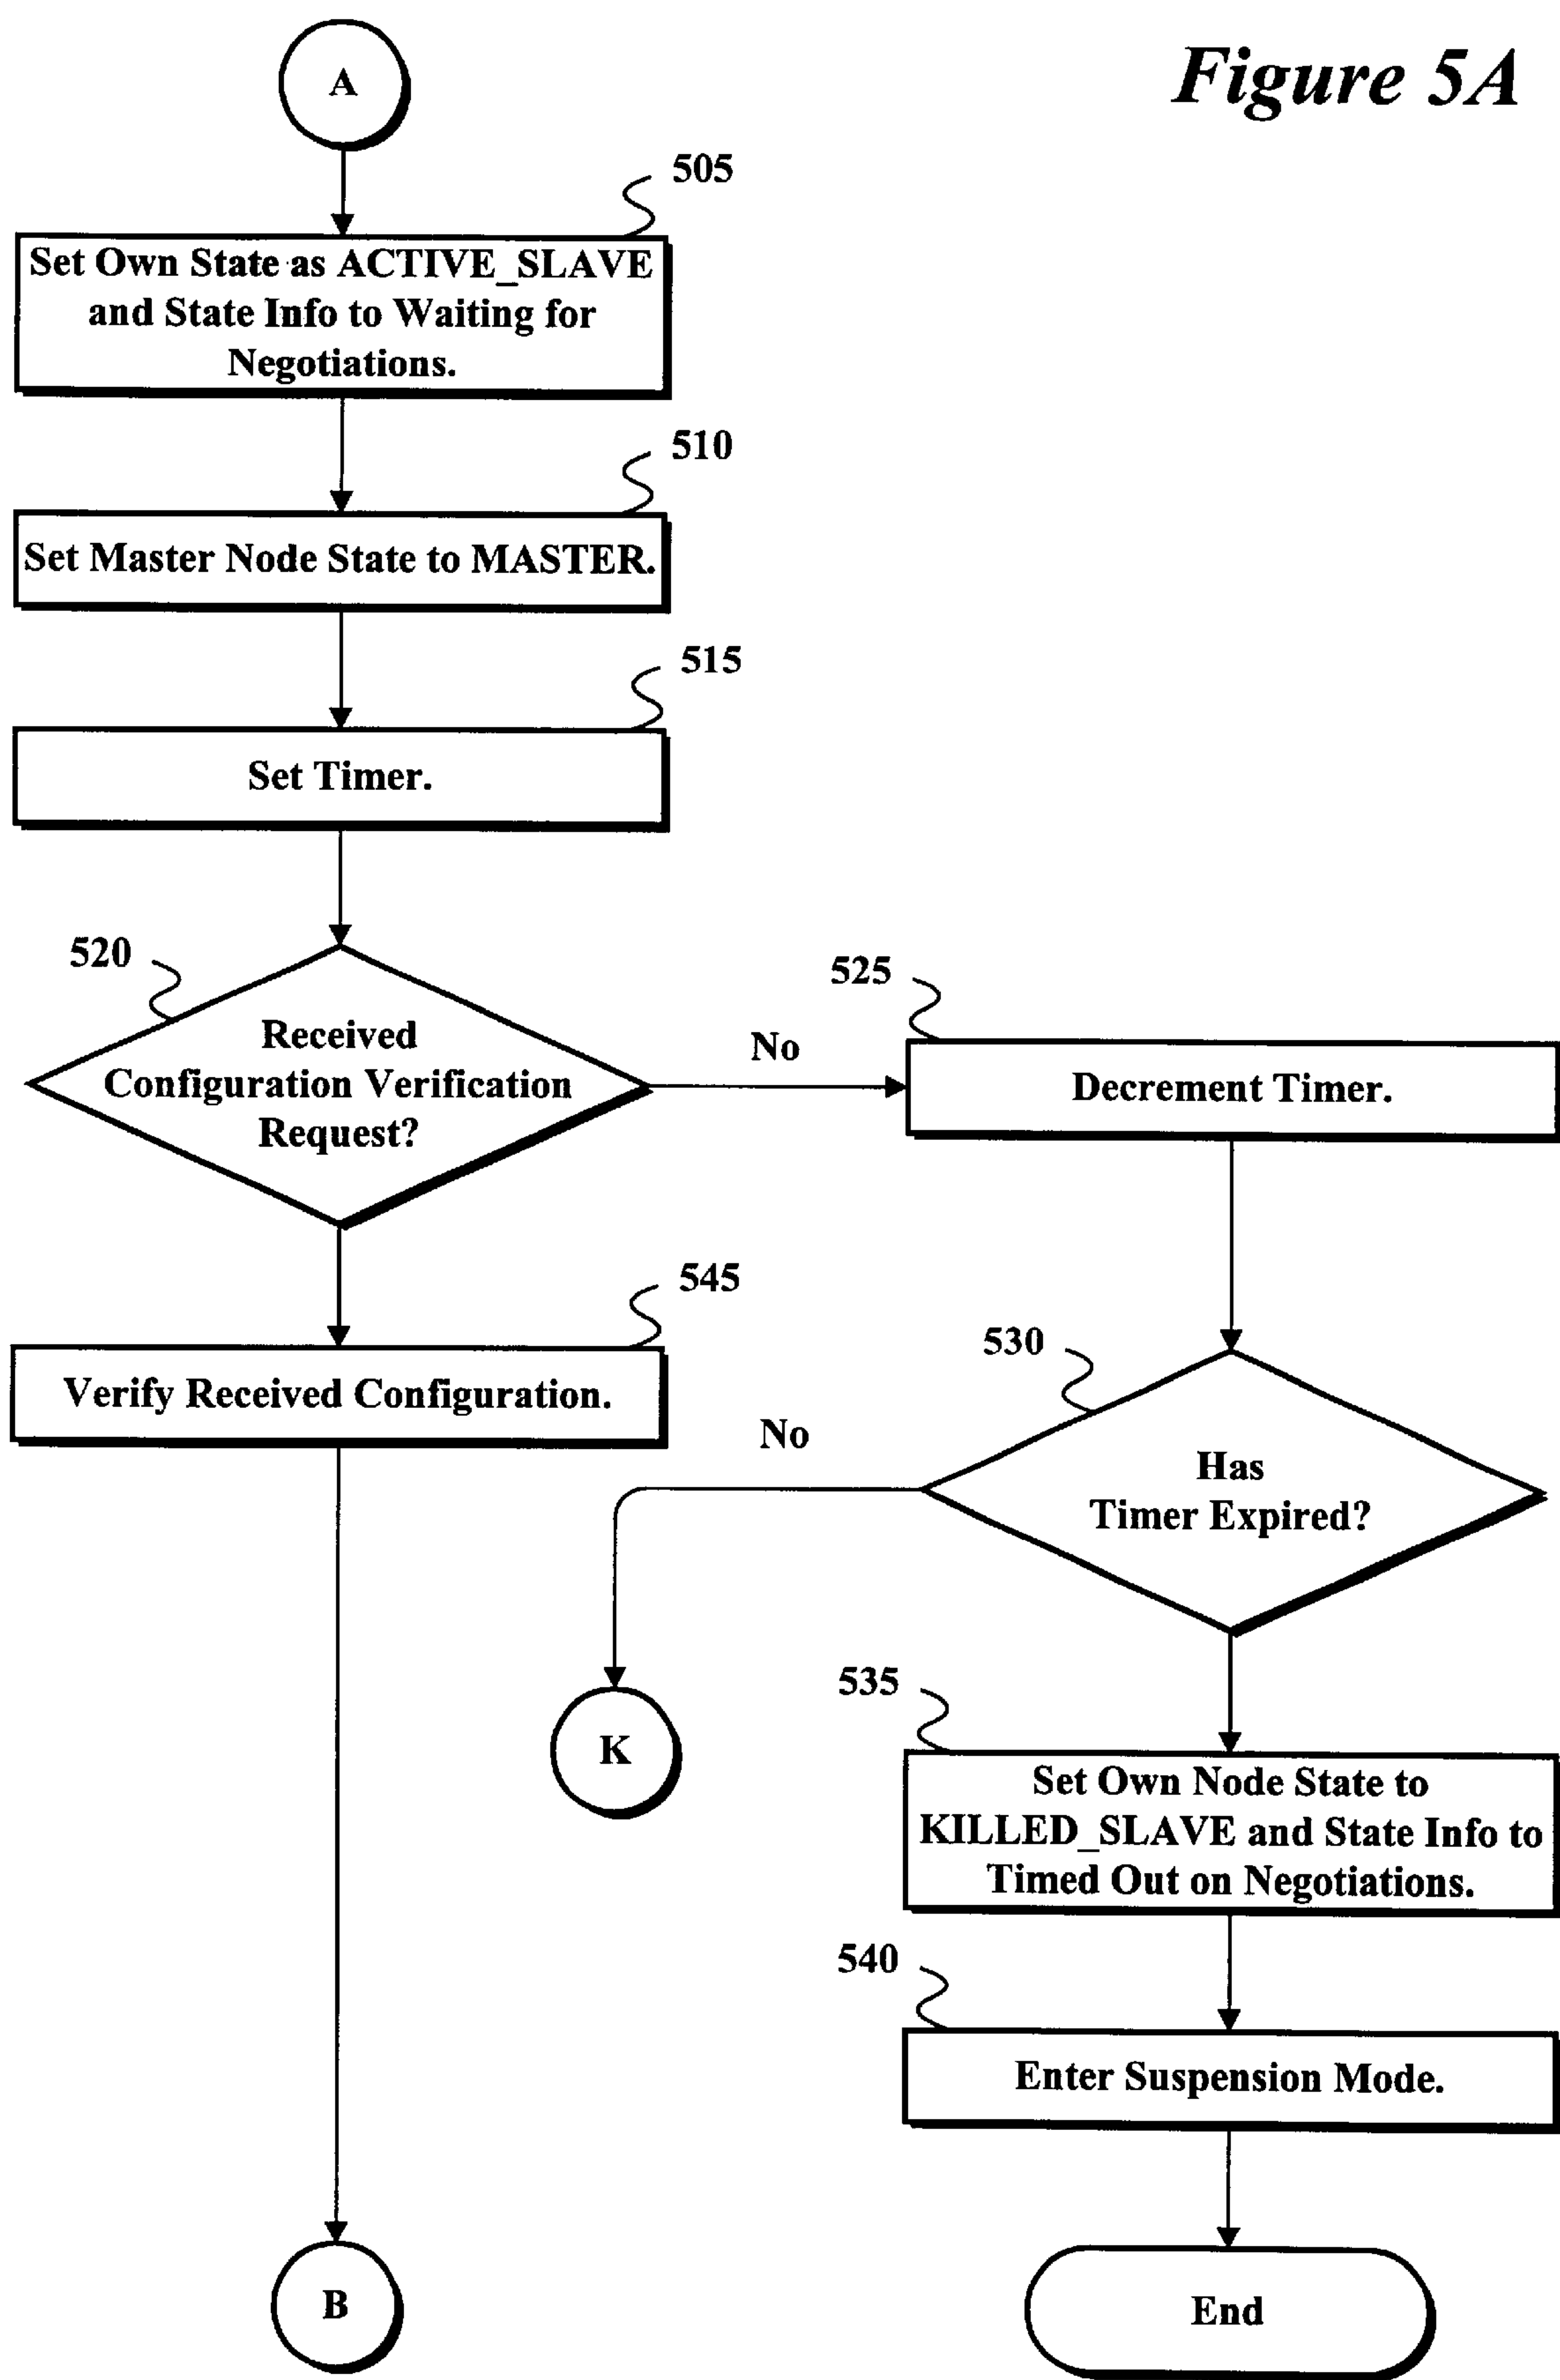 Figure 5A
A
505
Set Own State as ACTIVE_SLAVE
and State Info to Waiting for
Negotiations.
510
Set Master Node State to MASTER.
515
Set Timer.
520
Received
Configuration Verification
Request?
No
525
Decrement Timer.
545
Verify Received Configuration.
530
Has
Timer Expired?
No
K
535
Set Own Node State to
KILLED_SLAVE and State Info to
Timed Out on Negotiations.
540
Enter Suspension Mode.
B
End